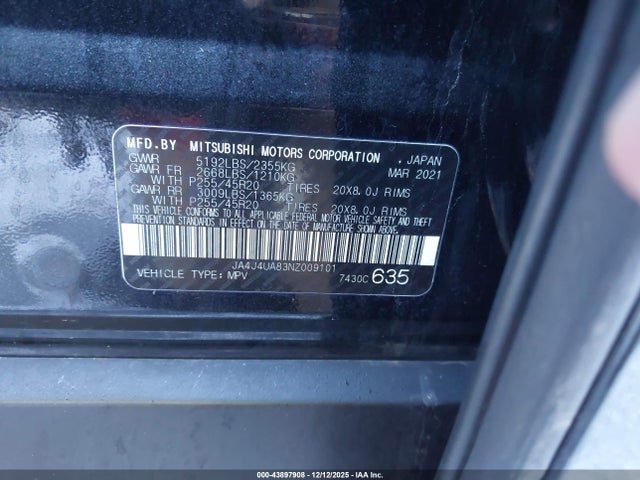 MFD.BY MITSUBISHI MOTORS CORPORATION . JAPAN
GVWR 5192LBS/2355KG MAR 2021
GAWR FR 2668LBS/1210KG
WITH P255/45R20 TIRES 20X8.0J RIMS
GAWR RR 3009LBS/1365KG
WITH P255/45R20 TIRES 20X8.0J RIMS
THIS VEHICLE CONFORMS TO ALL APPLICABLE FEDERAL MOTOR VEHICLE SAFETY AND THEFT
PREVENTION STANDARDS IN EFFECT ON THE DATE OF MANUFACTURE SHOWN ABOVE.
JA4J4UA83NZ009101
VEHICLE TYPE: MPV 7430C 635
000-43897908 - 12/12/2025 - IAAI.COM